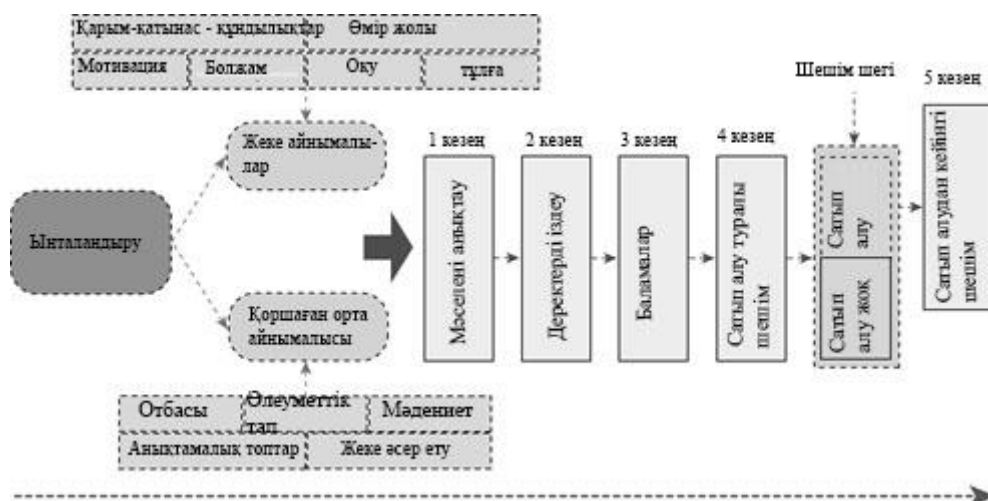 Қарым-қатынас - құндылықтар Өмір жолы
Мотивация Болжам Оқу тұлға
Жеке айнымалы-
лар
Ынталандыру
Қоршаған орта
айнымалысы
Отбасы Әлеуметтік тап Мәдениет
Анықтамалық топтар Жеке әсер ету
1 кезең
Мәселені анықтау
2 кезең
Деректерді іздеу
3 кезең
Баламалар
4 кезең
Сатып алу туралы
шешім
Шешім шегі
Сатып
алу
Сатып
алу жоқ
5 кезең
Сатып алудан кейінгі
шешім